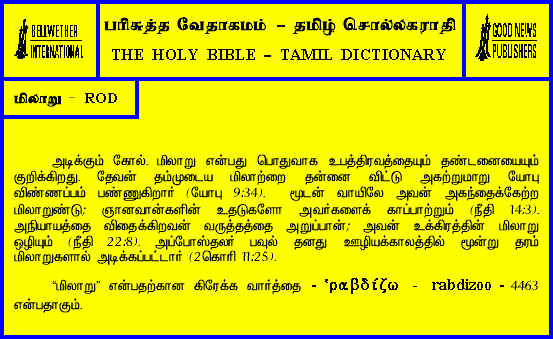 BELLWETHER
INTERNATIONAL
பரிசுத்த வேதாகமம் - தமிழ் சொல்லகராதி
THE HOLY BIBLE - TAMIL DICTIONARY
GOOD NEWS
PUBLISHERS
மிலாறு - ROD
அடிக்கும் கோல். மிலாறு என்பது பொதுவாக உபத்திரவத்தையும் தண்டனையையும்
குறிக்கிறது. தேவன் தம்முடைய மிலாற்றை தன்னை விட்டு அகற்றுமாறு யோபு
விண்ணப்பம் பண்ணுகிறார் (யோபு 9:34). மூடன் வாயிலே அவன் அகந்தைக்கேற்ற
மிலாறுண்டு; ஞானவான்களின் உதடுகளோ அவர்களைக் காப்பாற்றும் (நீதி 14:3).
அநியாயத்தை விதைக்கிறவன் வருத்தத்தை அறுப்பான்; அவன் உக்கிரத்தின் மிலாறு
ஒழியும் (நீதி 22:8). அப்போஸ்தலர் பவுல் தனது ஊழியக்காலத்தில் மூன்று தரம்
மிலாறுகளால் அடிக்கப்பட்டார் (2கொரி 11:25).
“மிலாறு” என்பதற்கான கிரேக்க வார்த்தை - ῾ραβδίζω - rabdizoo - 4463
என்பதாகும்.